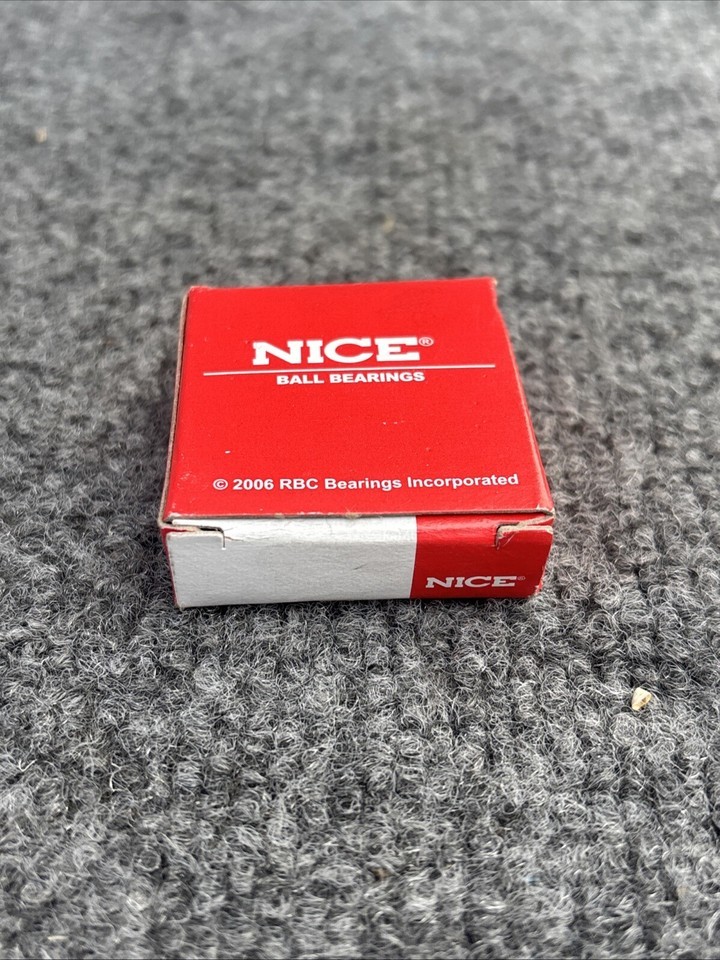 NICE®
BALL BEARINGS
© 2006 RBC Bearings Incorporated
NICE®